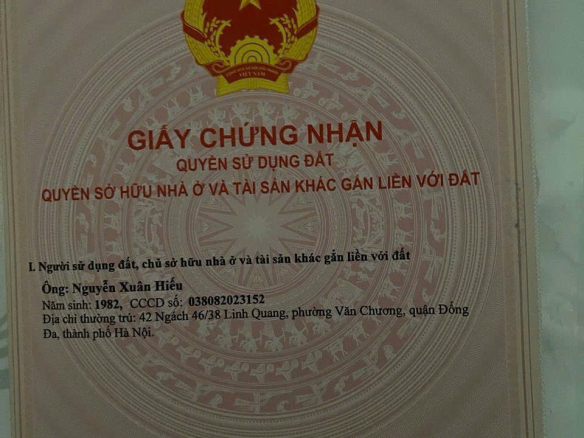 VIỆT NAM
GIẤY CHỨNG NHẬN
QUYỀN SỬ DỤNG ĐẤT
QUYỀN SỞ HỮU NHÀ Ở VÀ TÀI SẢN KHÁC GẮN LIỀN VỚI ĐẤT
I. Người sử dụng đất, chủ sở hữu nhà ở và tài sản khác gắn liền với đất
Ông: Nguyễn Xuân Hiếu
Năm sinh: 1982, CCCD số: 038082023152
Địa chỉ thường trú: 42 Ngách 46/38 Linh Quang, phường Văn Chương, quận Đống
Đa, thành phố Hà Nội.